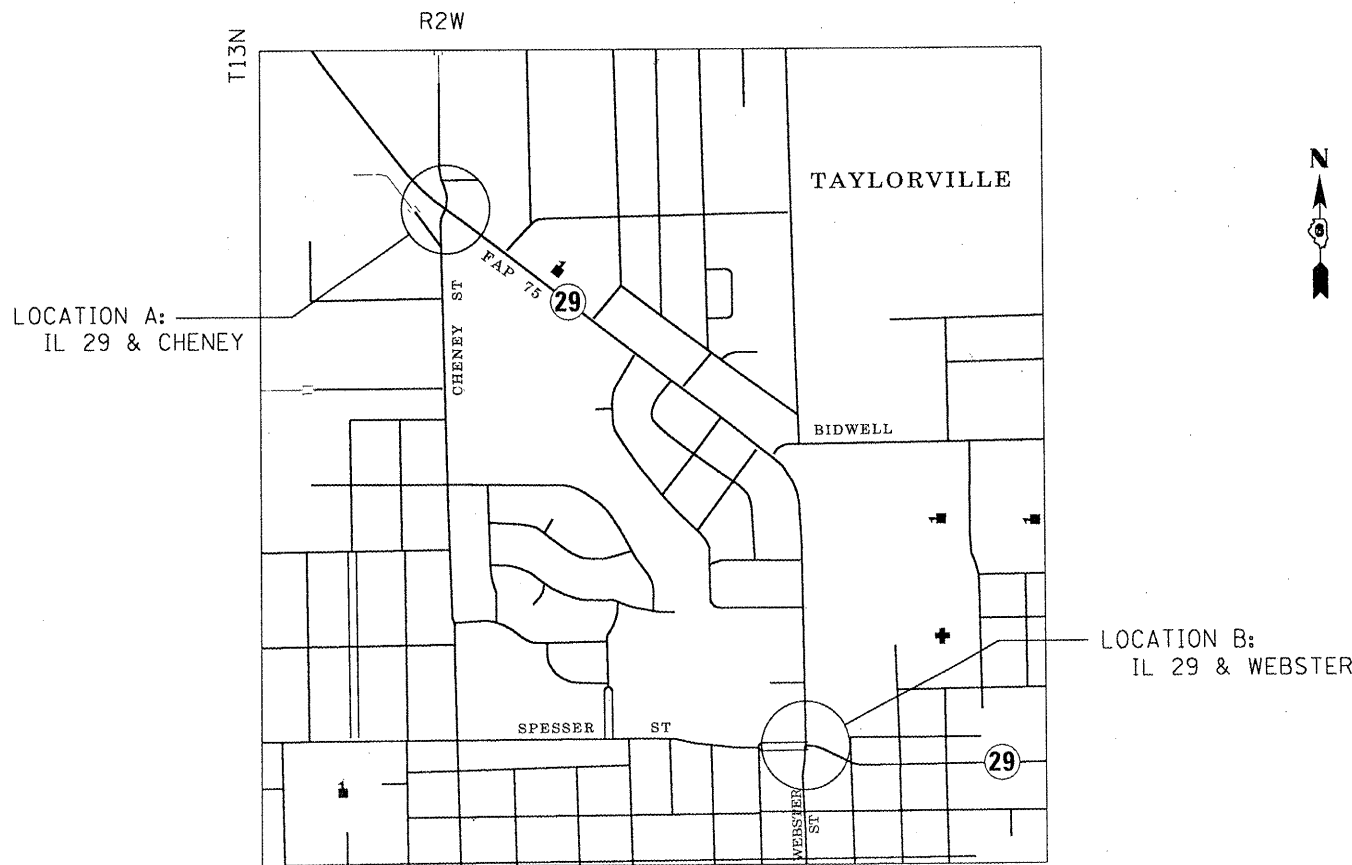 R2W
T13N
TAYLORVILLE
N
6
FAP 75
29
LOCATION A:
IL 29 & CHENEY
CHENEY ST
BIDWELL
LOCATION B:
IL 29 & WEBSTER
SPESSER ST
29
WEBSTER
ST